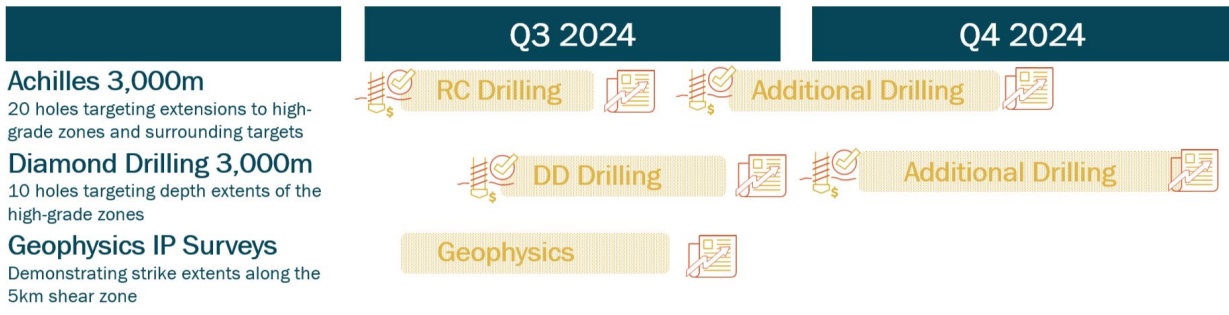 Q3 2024
Q4 2024
Achilles 3,000m
20 holes targeting extensions to high-
grade zones and surrounding targets
RC Drilling
$
$
Additional Drilling
Diamond Drilling 3,000m
10 holes targeting depth extents of the
high-grade zones
$
DD Drilling
$
Additional Drilling
Geophysics IP Surveys
Demonstrating strike extents along the
5km shear zone
Geophysics